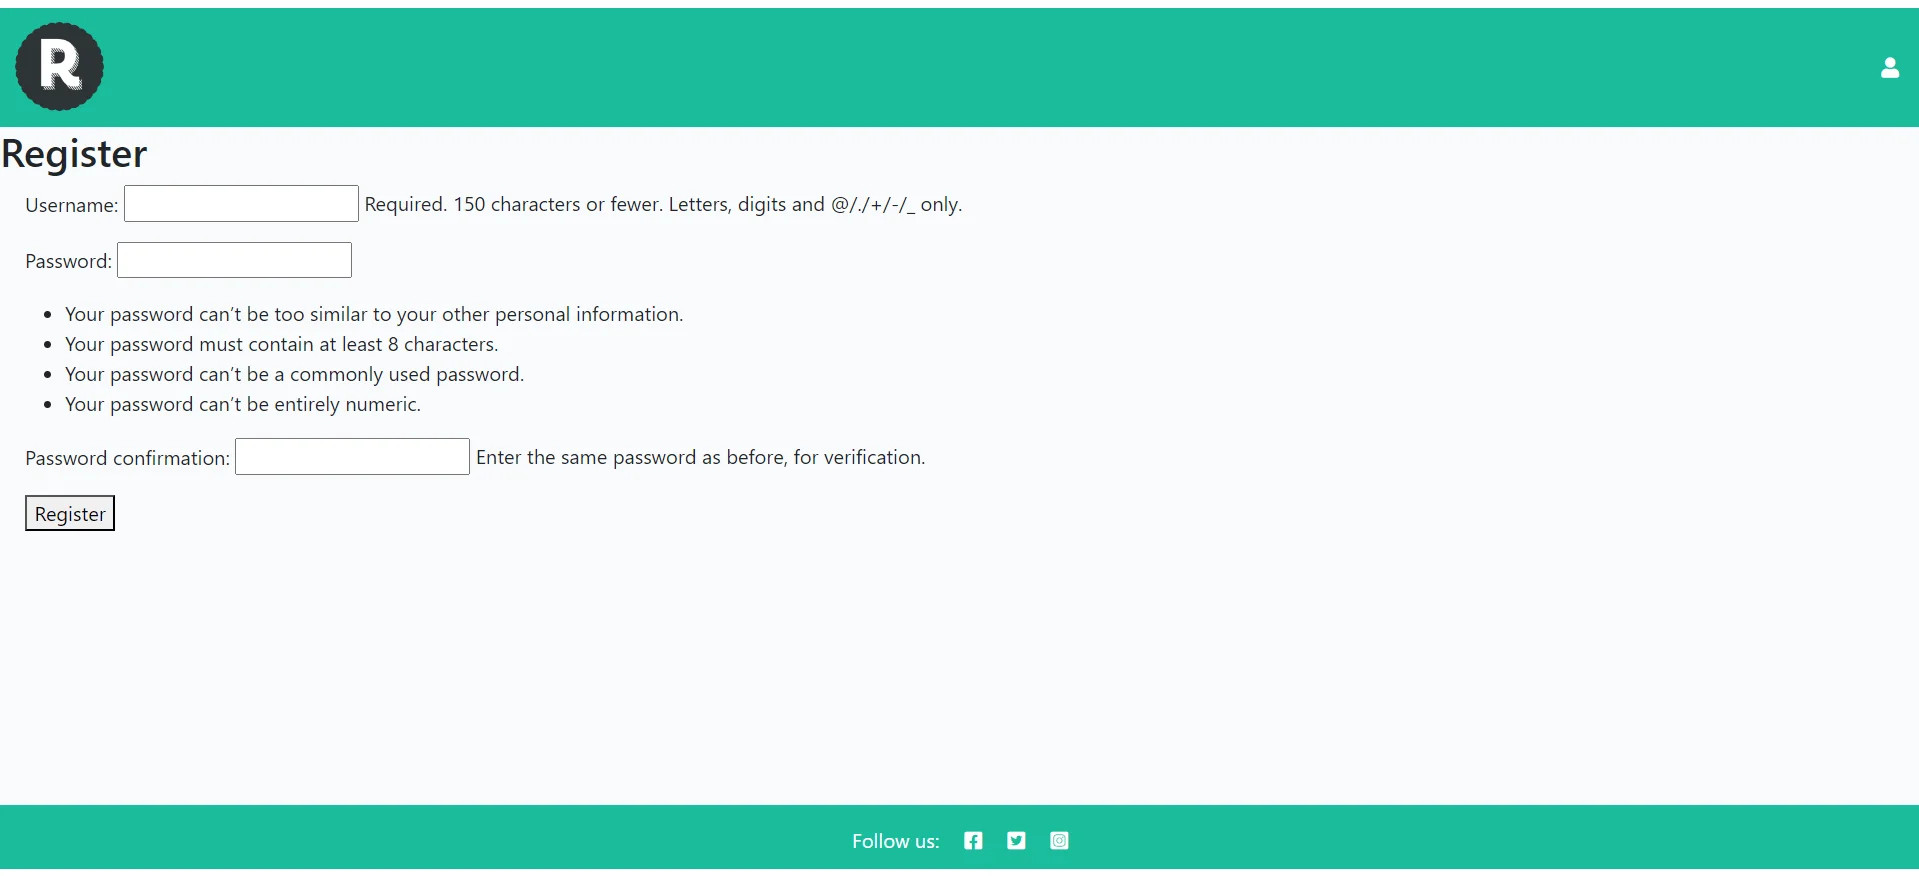 R
Register
Username: Required. 150 characters or fewer. Letters, digits and @/./+/-/_ only.
Password:
Your password can’t be too similar to your other personal information.
Your password must contain at least 8 characters.
Your password can’t be a commonly used password.
Your password can’t be entirely numeric.
Password confirmation: Enter the same password as before, for verification.
Register
Follow us: